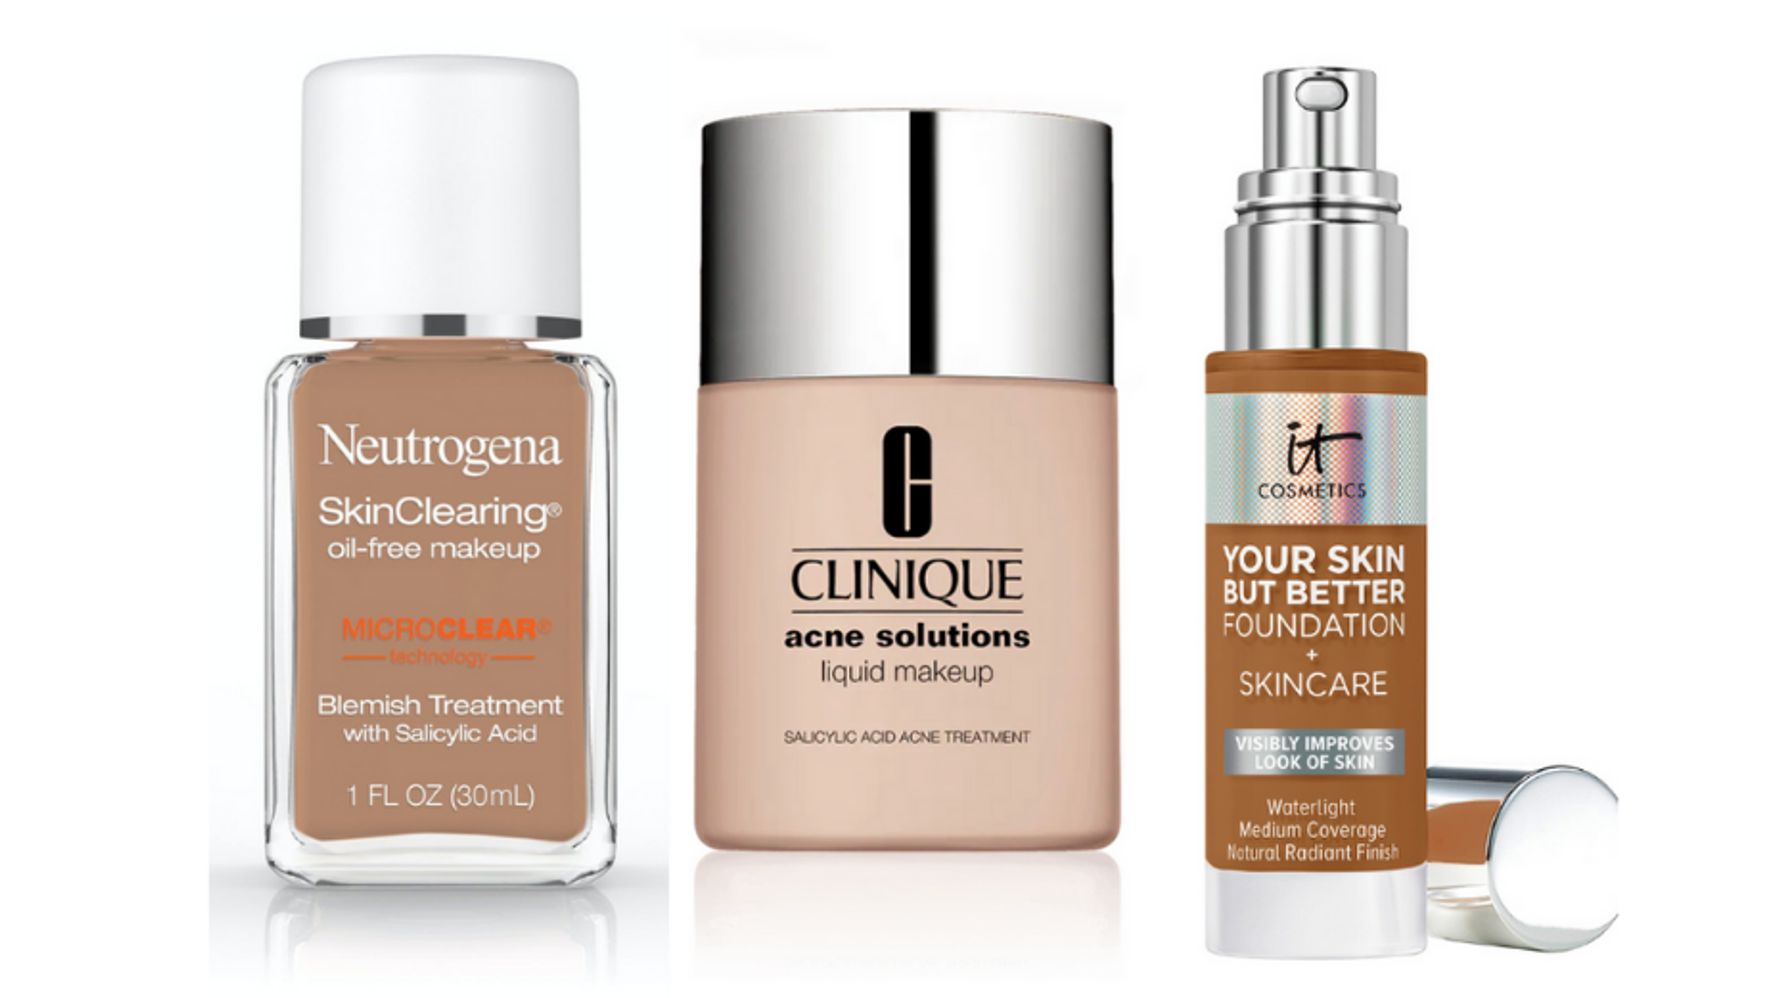 Neutrogena
SkinClearing®
oil-free makeup
MICROCLEAR®
technology
Blemish Treatment
with Salicylic Acid
1 FL OZ (30mL)
C
CLINIQUE
acne solutions
liquid makeup
SALICYLIC ACID ACNE TREATMENT
it
COSMETICS
YOUR SKIN
BUT BETTER
FOUNDATION
+
SKINCARE
VISIBLY IMPROVES
LOOK OF SKIN
Waterlight
Medium Coverage
Natural Radiant Finish